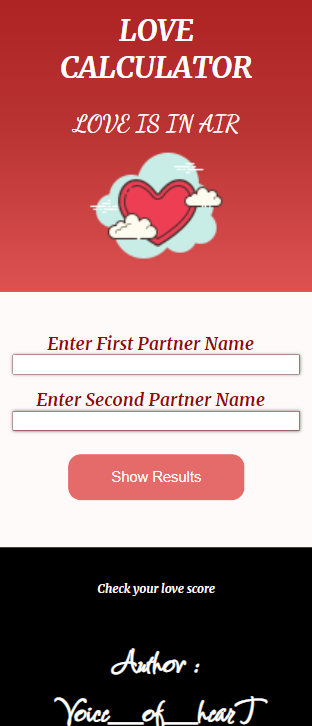 LOVE
CALCULATOR
LOVE IS IN AIR
Enter First Partner Name
Enter Second Partner Name
Show Results
Check your love score
Author :
Voice__of__hearT